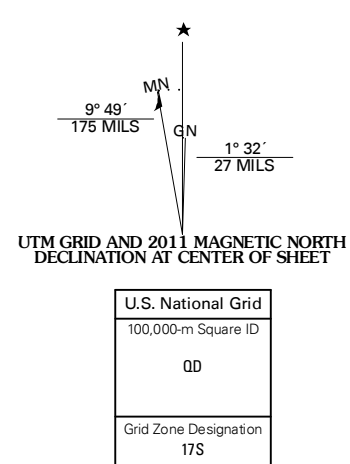 MN
9° 49´
175 MILS
GN
1° 32´
27 MILS
UTM GRID AND 2011 MAGNETIC NORTH
DECLINATION AT CENTER OF SHEET
U.S. National Grid
100,000-m Square ID
QD
Grid Zone Designation
17S